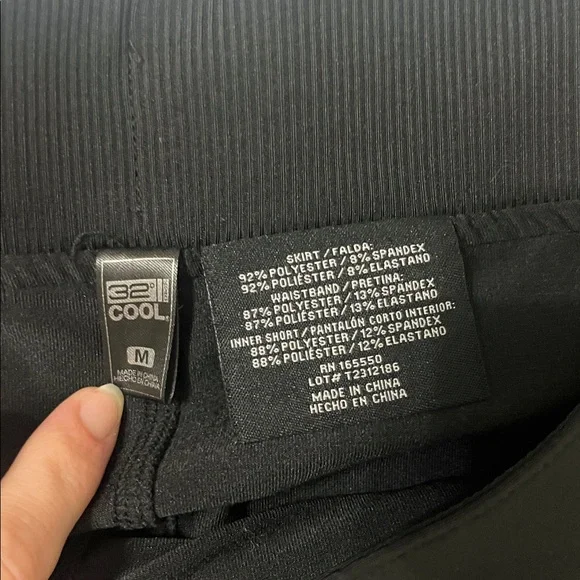 32°
COOL
M
MADE IN CHINA
HECHO EN CHINA
SKIRT/FALDA:
92% POLYESTER/8% SPANDEX
92% POLIÉSTER/8% ELASTANO
WAISTBAND/PRETINA:
87% POLYESTER/13% SPANDEX
87% POLIÉSTER/13% ELASTANO
INNER SHORT/PANTALÓN CORTO INTERIOR:
88% POLYESTER/12% SPANDEX
88% POLIÉSTER/12% ELASTANO
RN 165550
LOT# T2312186
MADE IN CHINA
HECHO EN CHINA